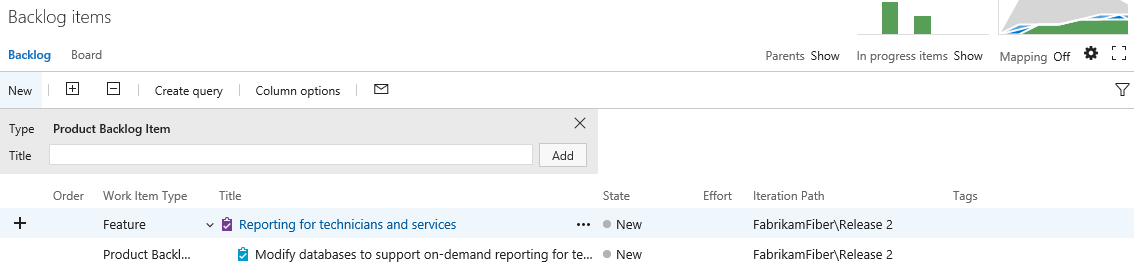 Backlog items
Backlog Board Parents Show In progress items Show Mapping Off
New Create query Column options
Type Product Backlog Item
Title Add
Order Work Item Type Title State Effort Iteration Path Tags
Feature Reporting for technicians and services ... New FabrikamFiber\Release 2
Product Backl... Modify databases to support on-demand reporting for te... New FabrikamFiber\Release 2